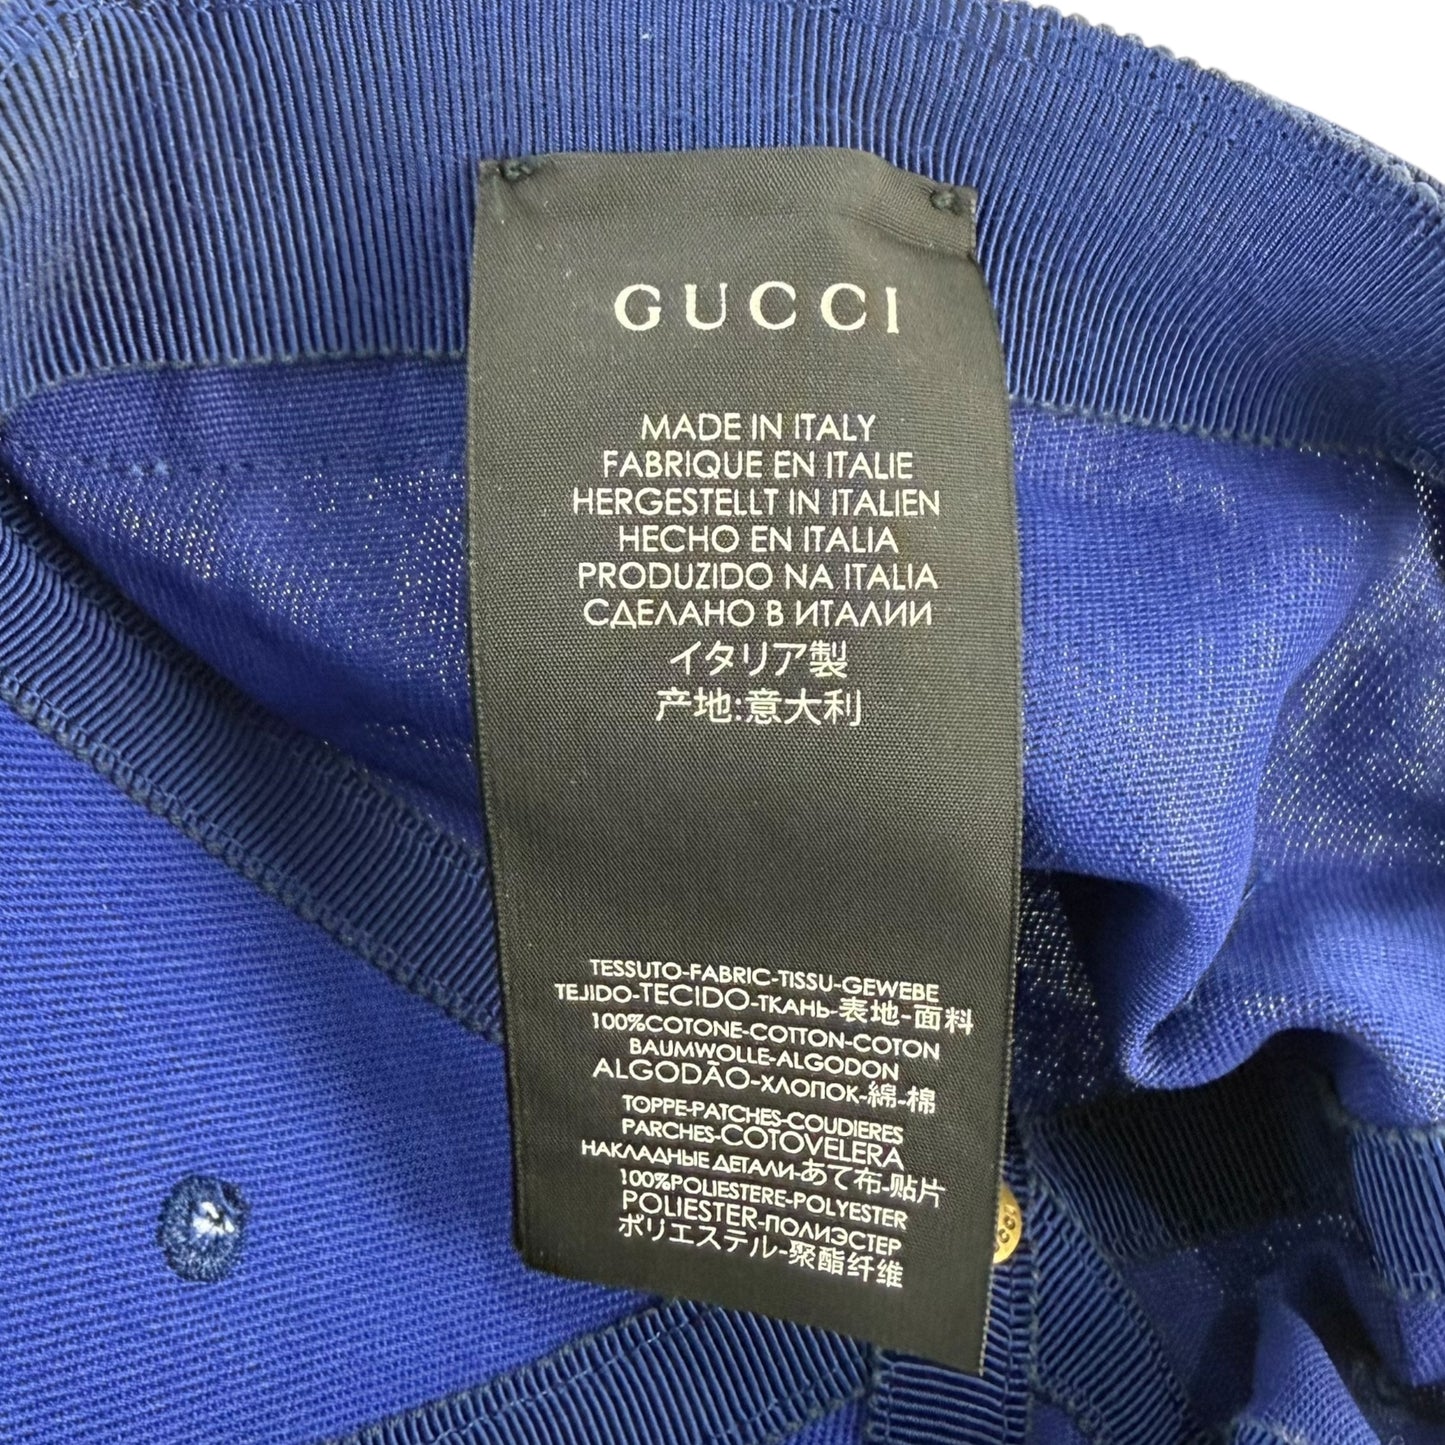 GUCCI
MADE IN ITALY
FABRIQUE EN ITALIE
HERGESTELLT IN ITALIEN
HECHO EN ITALIA
PRODUZIDO NA ITALIA
СДЕЛАНО В ИТАЛИИ
イタリア製
产地:意大利
TESSUTO-FABRIC-TISSU-GEWEBE
TEJIDO-TECIDO-ТКАНЬ-表地-面料
100%COTONE-COTTON-COTON
BAUMWOLLE-ALGODON
ALGODÃO-ХЛОПОК-綿-棉
TOPPE-PATCHES-COUDIERES
PARCHES-COTOVELERA
НАКЛАДНЫЕ ДЕТАЛИ-あて布-贴片
100%POLIESTERE-POLYESTER
POLIESTER-ПОЛИЭСТЕР
ポリエステル-聚酯纤维